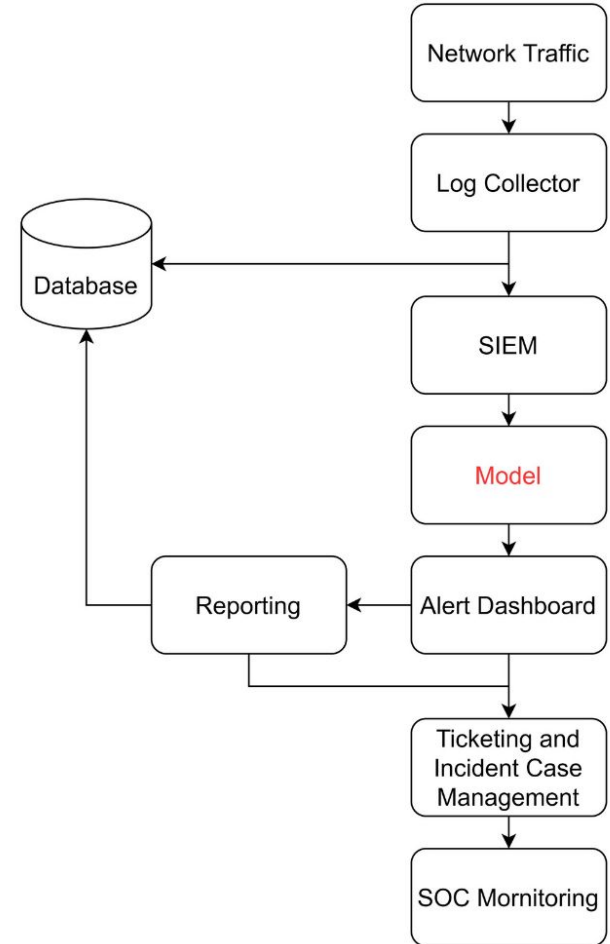 Network Traffic
Log Collector
Database
SIEM
Model
Reporting
Alert Dashboard
Ticketing and
Incident Case
Management
SOC Mornitoring